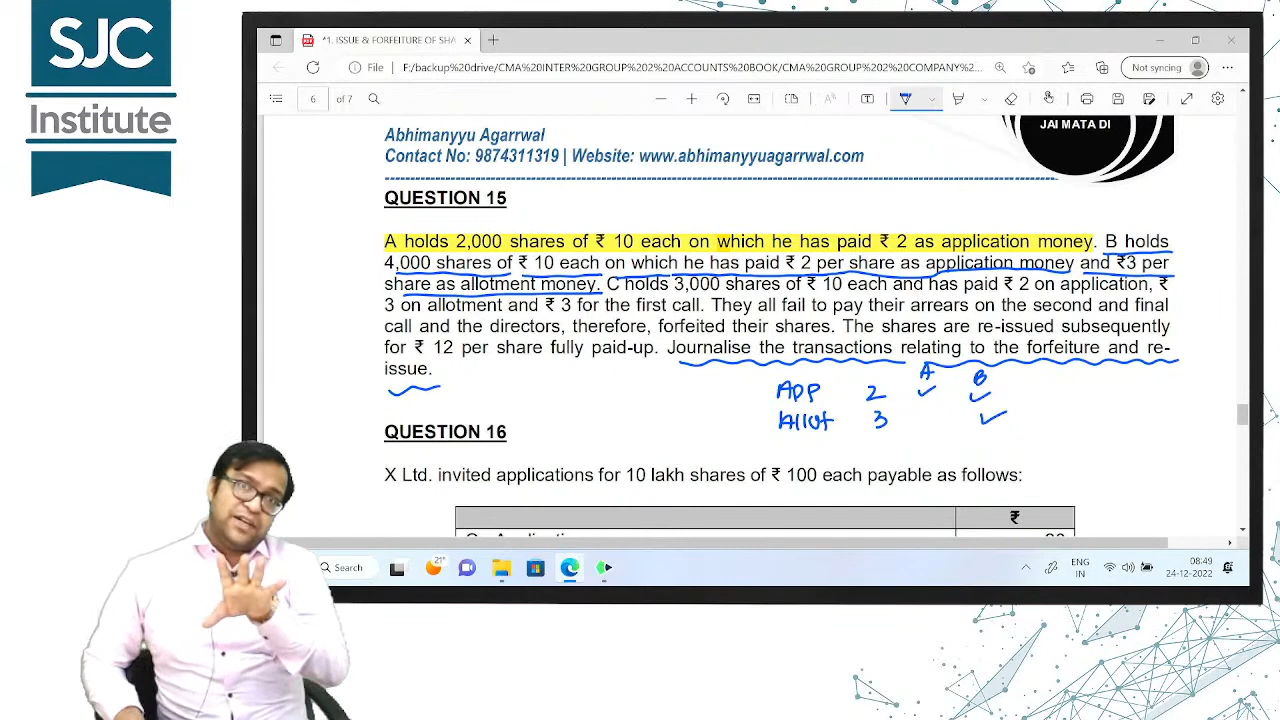 SJC
Institute
*1. ISSUE & FORFEITURE OF SHA
File F:/backup%20drive/CMA%20INTER%20GROUP%202%20ACCOUNTS%20BOOK/CMA%20GROUP%202%20COMPANY%...
Not syncing
6 of 7
JAI MATA DI
Abhimanyyu Agarrwal
Contact No: 9874311319 | Website: www.abhimanyyuagarrwal.com
QUESTION 15
A holds 2,000 shares of ₹ 10 each on which he has paid ₹ 2 as application money. B holds
4,000 shares of ₹ 10 each on which he has paid ₹ 2 per share as application money and ₹3 per
share as allotment money. C holds 3,000 shares of ₹ 10 each and has paid ₹ 2 on application, ₹
3 on allotment and ₹ 3 for the first call. They all fail to pay their arrears on the second and final
call and the directors, therefore, forfeited their shares. The shares are re-issued subsequently
for ₹ 12 per share fully paid-up. Journalise the transactions relating to the forfeiture and re-
issue.
A B
APP 2 ✓ ✓
Allot 3 ✓
QUESTION 16
X Ltd. invited applications for 10 lakh shares of ₹ 100 each payable as follows:
₹
Search
21°
ENG
IN
08:49
24-12-2022